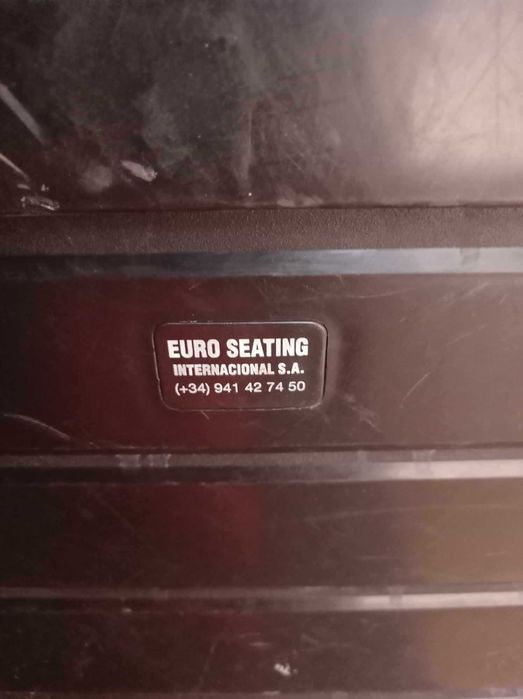 EURO SEATING
INTERNACIONAL S.A.
(+34) 941 42 74 50